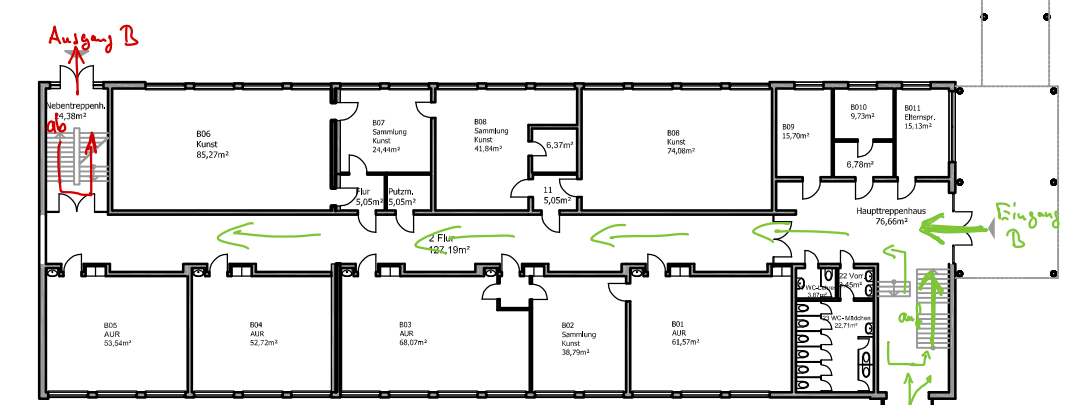 Ausgang B
Nebentreppenh.
24,38m²
ab
B06
Kunst
85,27m²
B07
Sammlung
Kunst
24,44m²
B08
Sammlung
Kunst
41,84m²
6,37m²
B08
Kunst
74,08m²
B09
15,70m²
B010
9,73m²
B011
Elternspr.
15,13m²
6,78m²
Flur
5,05m²
Putzm.
5,05m²
11
5,05m²
Haupttreppenhaus
76,66m²
Eingang
B
2 Flur
127,19m²
22 Vorr.
WC-Mädchen
22,71m²
auf
B05
AUR
53,54m²
B04
AUR
52,72m²
B03
AUR
68,07m²
B02
Sammlung
Kunst
38,79m²
B01
AUR
61,57m²